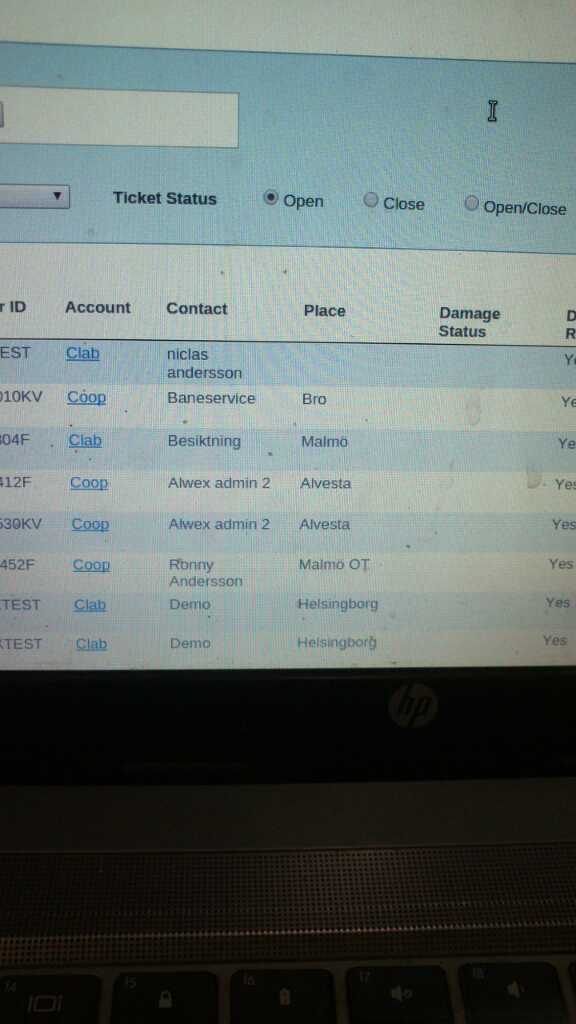 Ticket Status Open Close Open/Close
r ID Account Contact Place Damage Status D R
EST Clab niclas andersson Ye
010KV Coop Baneservice Bro Ye
304F Clab Besiktning Malmö Ye
412F Coop Alwex admin 2 Alvesta Yes
530KV Coop Alwex admin 2 Alvesta Yes
452F Coop Ronny Andersson Malmö OT Yes
TEST Clab Demo Helsingborg Yes
XTEST Clab Demo Helsingborg Yes
hp
f4 f5 f6 f7 f8